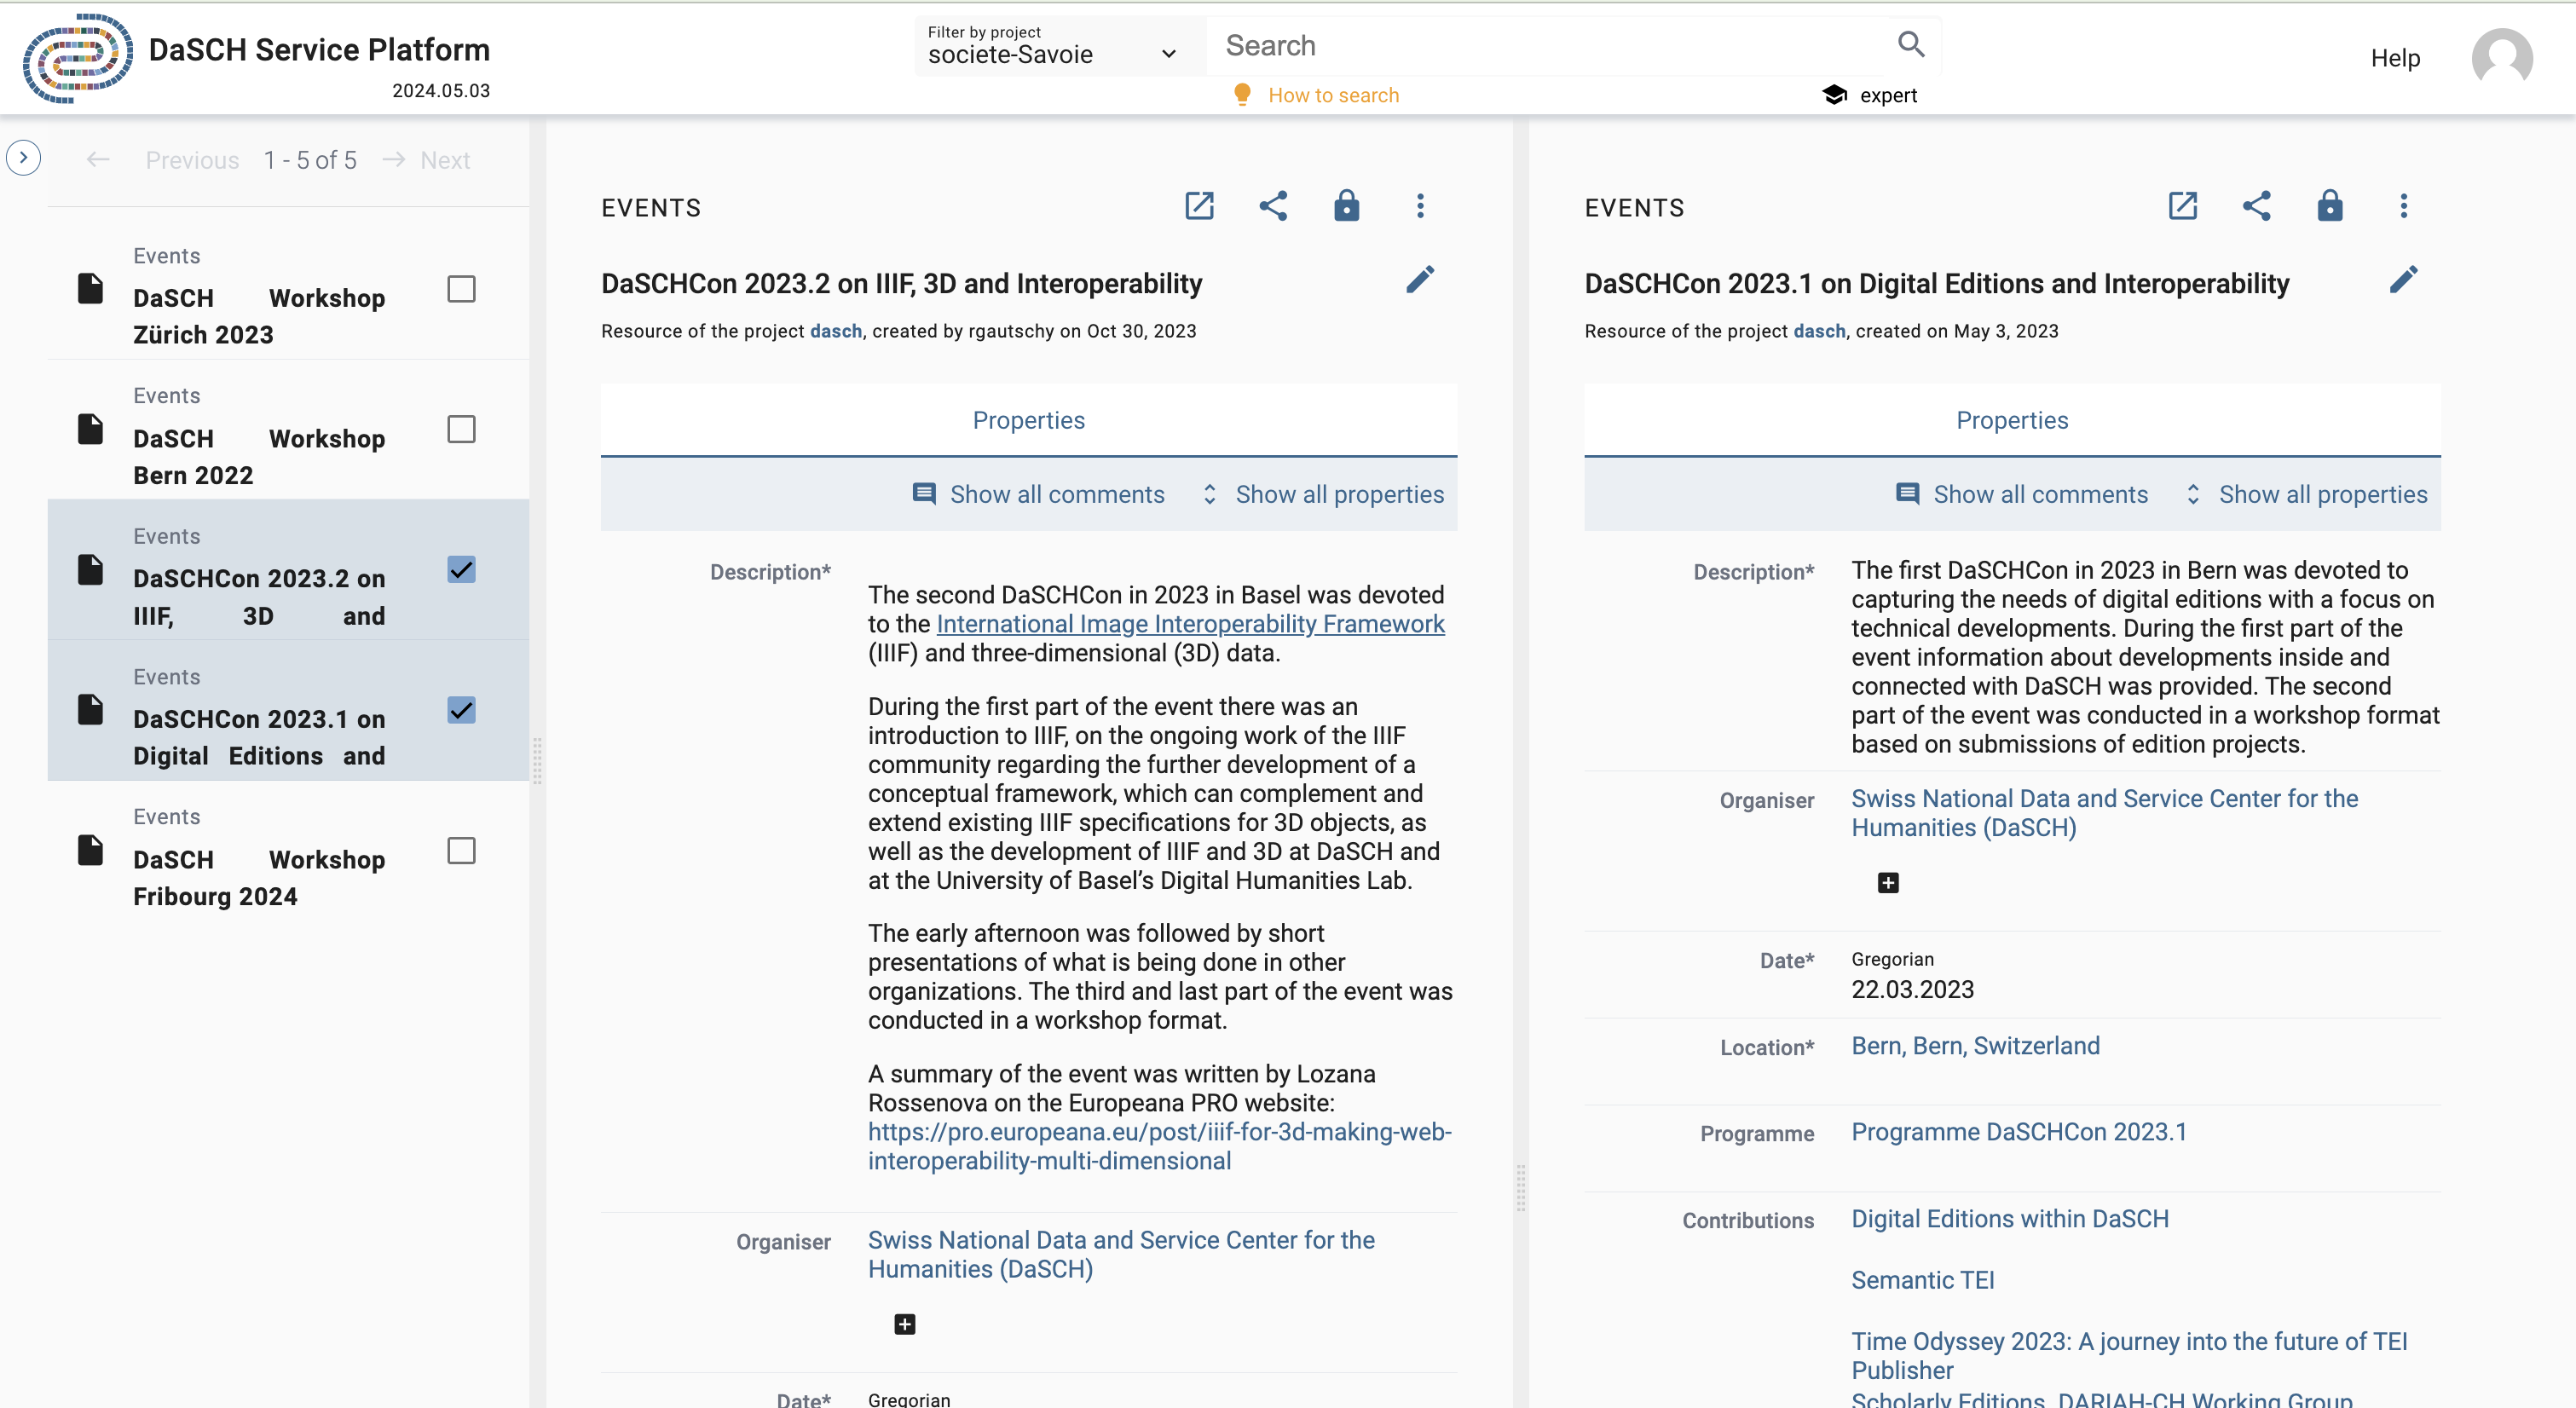 DaSCH Service Platform
2024.05.03
Filter by project
societe-Savoie
Search
How to search
expert
Help
Previous 1 - 5 of 5 Next
Events
DaSCH Workshop
Zürich 2023
Events
DaSCH Workshop
Bern 2022
Events
DaSCHCon 2023.2 on
IIIF, 3D and
Events
DaSCHCon 2023.1 on
Digital Editions and
Events
DaSCH Workshop
Fribourg 2024
EVENTS
DaSCHCon 2023.2 on IIIF, 3D and Interoperability
Resource of the project dasch, created by rgautschy on Oct 30, 2023
Properties
Show all comments Show all properties
Description*
The second DaSCHCon in 2023 in Basel was devoted
to the International Image Interoperability Framework
(IIIF) and three-dimensional (3D) data.
During the first part of the event there was an
introduction to IIIF, on the ongoing work of the IIIF
community regarding the further development of a
conceptual framework, which can complement and
extend existing IIIF specifications for 3D objects, as
well as the development of IIIF and 3D at DaSCH and
at the University of Basel’s Digital Humanities Lab.
The early afternoon was followed by short
presentations of what is being done in other
organizations. The third and last part of the event was
conducted in a workshop format.
A summary of the event was written by Lozana
Rossenova on the Europeana PRO website:
https://pro.europeana.eu/post/iiif-for-3d-making-web-
interoperability-multi-dimensional
Organiser
Swiss National Data and Service Center for the
Humanities (DaSCH)
Date*
Gregorian
EVENTS
DaSCHCon 2023.1 on Digital Editions and Interoperability
Resource of the project dasch, created on May 3, 2023
Properties
Show all comments Show all properties
Description*
The first DaSCHCon in 2023 in Bern was devoted to
capturing the needs of digital editions with a focus on
technical developments. During the first part of the
event information about developments inside and
connected with DaSCH was provided. The second
part of the event was conducted in a workshop format
based on submissions of edition projects.
Organiser
Swiss National Data and Service Center for the
Humanities (DaSCH)
Date*
Gregorian
22.03.2023
Location*
Bern, Bern, Switzerland
Programme
Programme DaSCHCon 2023.1
Contributions
Digital Editions within DaSCH
Semantic TEI
Time Odyssey 2023: A journey into the future of TEI
Publisher
Scholarly Editions, DARIAH-CH Working Group